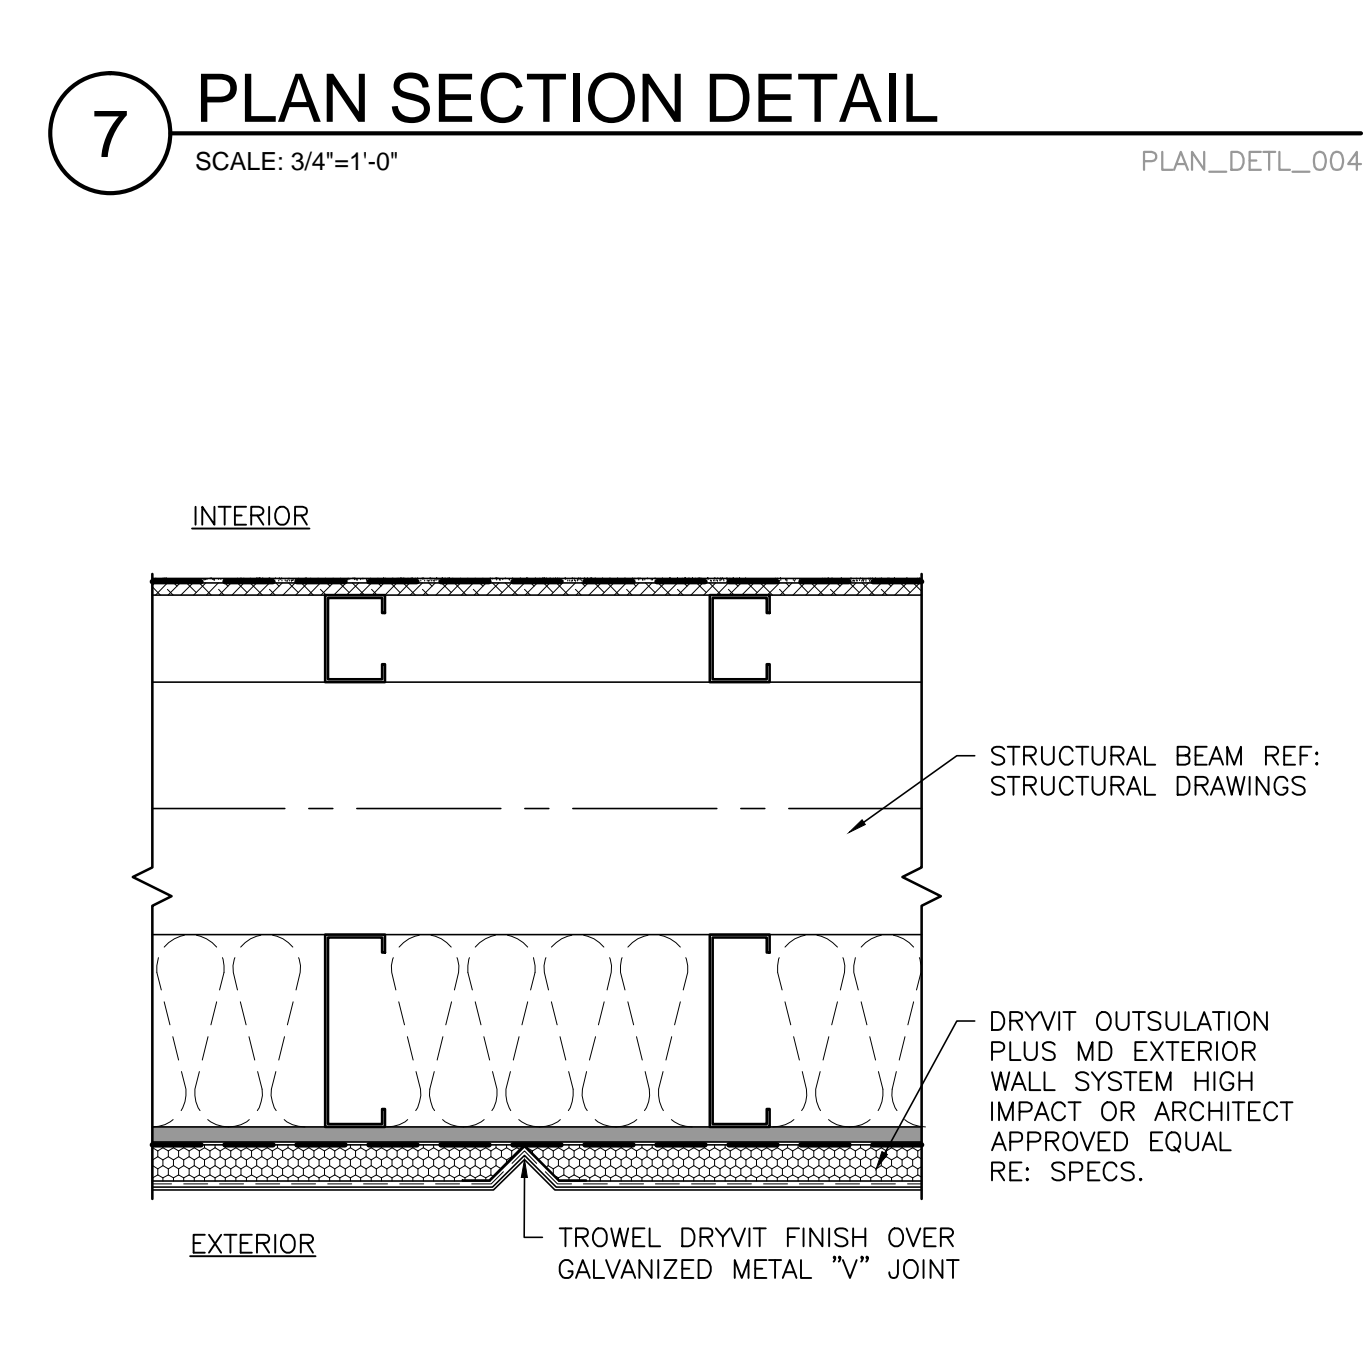 7
PLAN SECTION DETAIL
SCALE: 3/4"=1'-0"
PLAN_DETL_004
INTERIOR
STRUCTURAL BEAM REF:
STRUCTURAL DRAWINGS
DRYVIT OUTSULATION
PLUS MD EXTERIOR
WALL SYSTEM HIGH
IMPACT OR ARCHITECT
APPROVED EQUAL
RE: SPECS.
EXTERIOR
TROWEL DRYVIT FINISH OVER
GALVANIZED METAL "V" JOINT